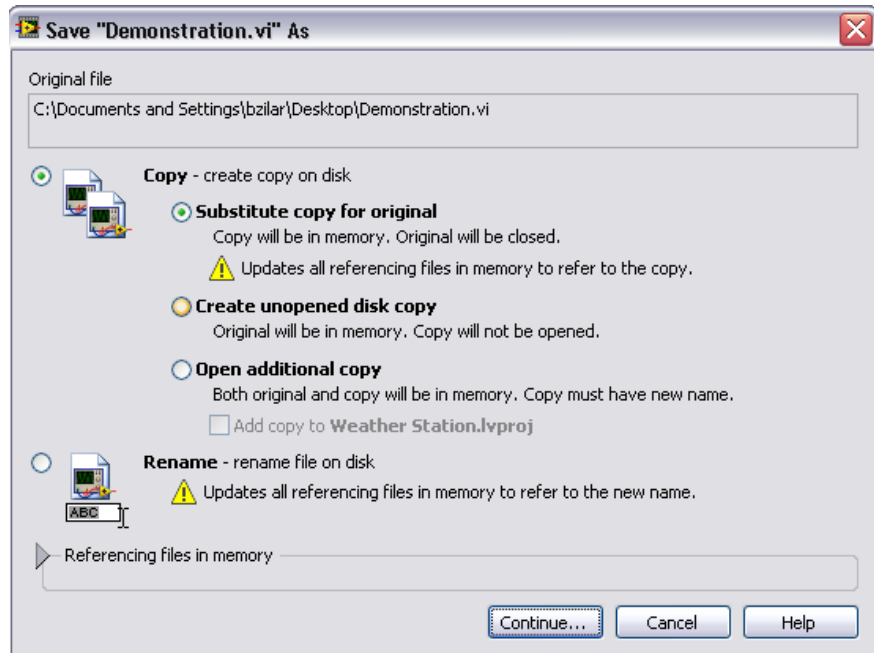 Save "Demonstration.vi" As
Original file
C:\Documents and Settings\bzilar\Desktop\Demonstration.vi
Copy - create copy on disk
Substitute copy for original
Copy will be in memory. Original will be closed.
Updates all referencing files in memory to refer to the copy.
Create unopened disk copy
Original will be in memory. Copy will not be opened.
Open additional copy
Both original and copy will be in memory. Copy must have new name.
Add copy to Weather Station.lvproj
Rename - rename file on disk
Updates all referencing files in memory to refer to the new name.
ABC
Referencing files in memory
Continue... Cancel Help